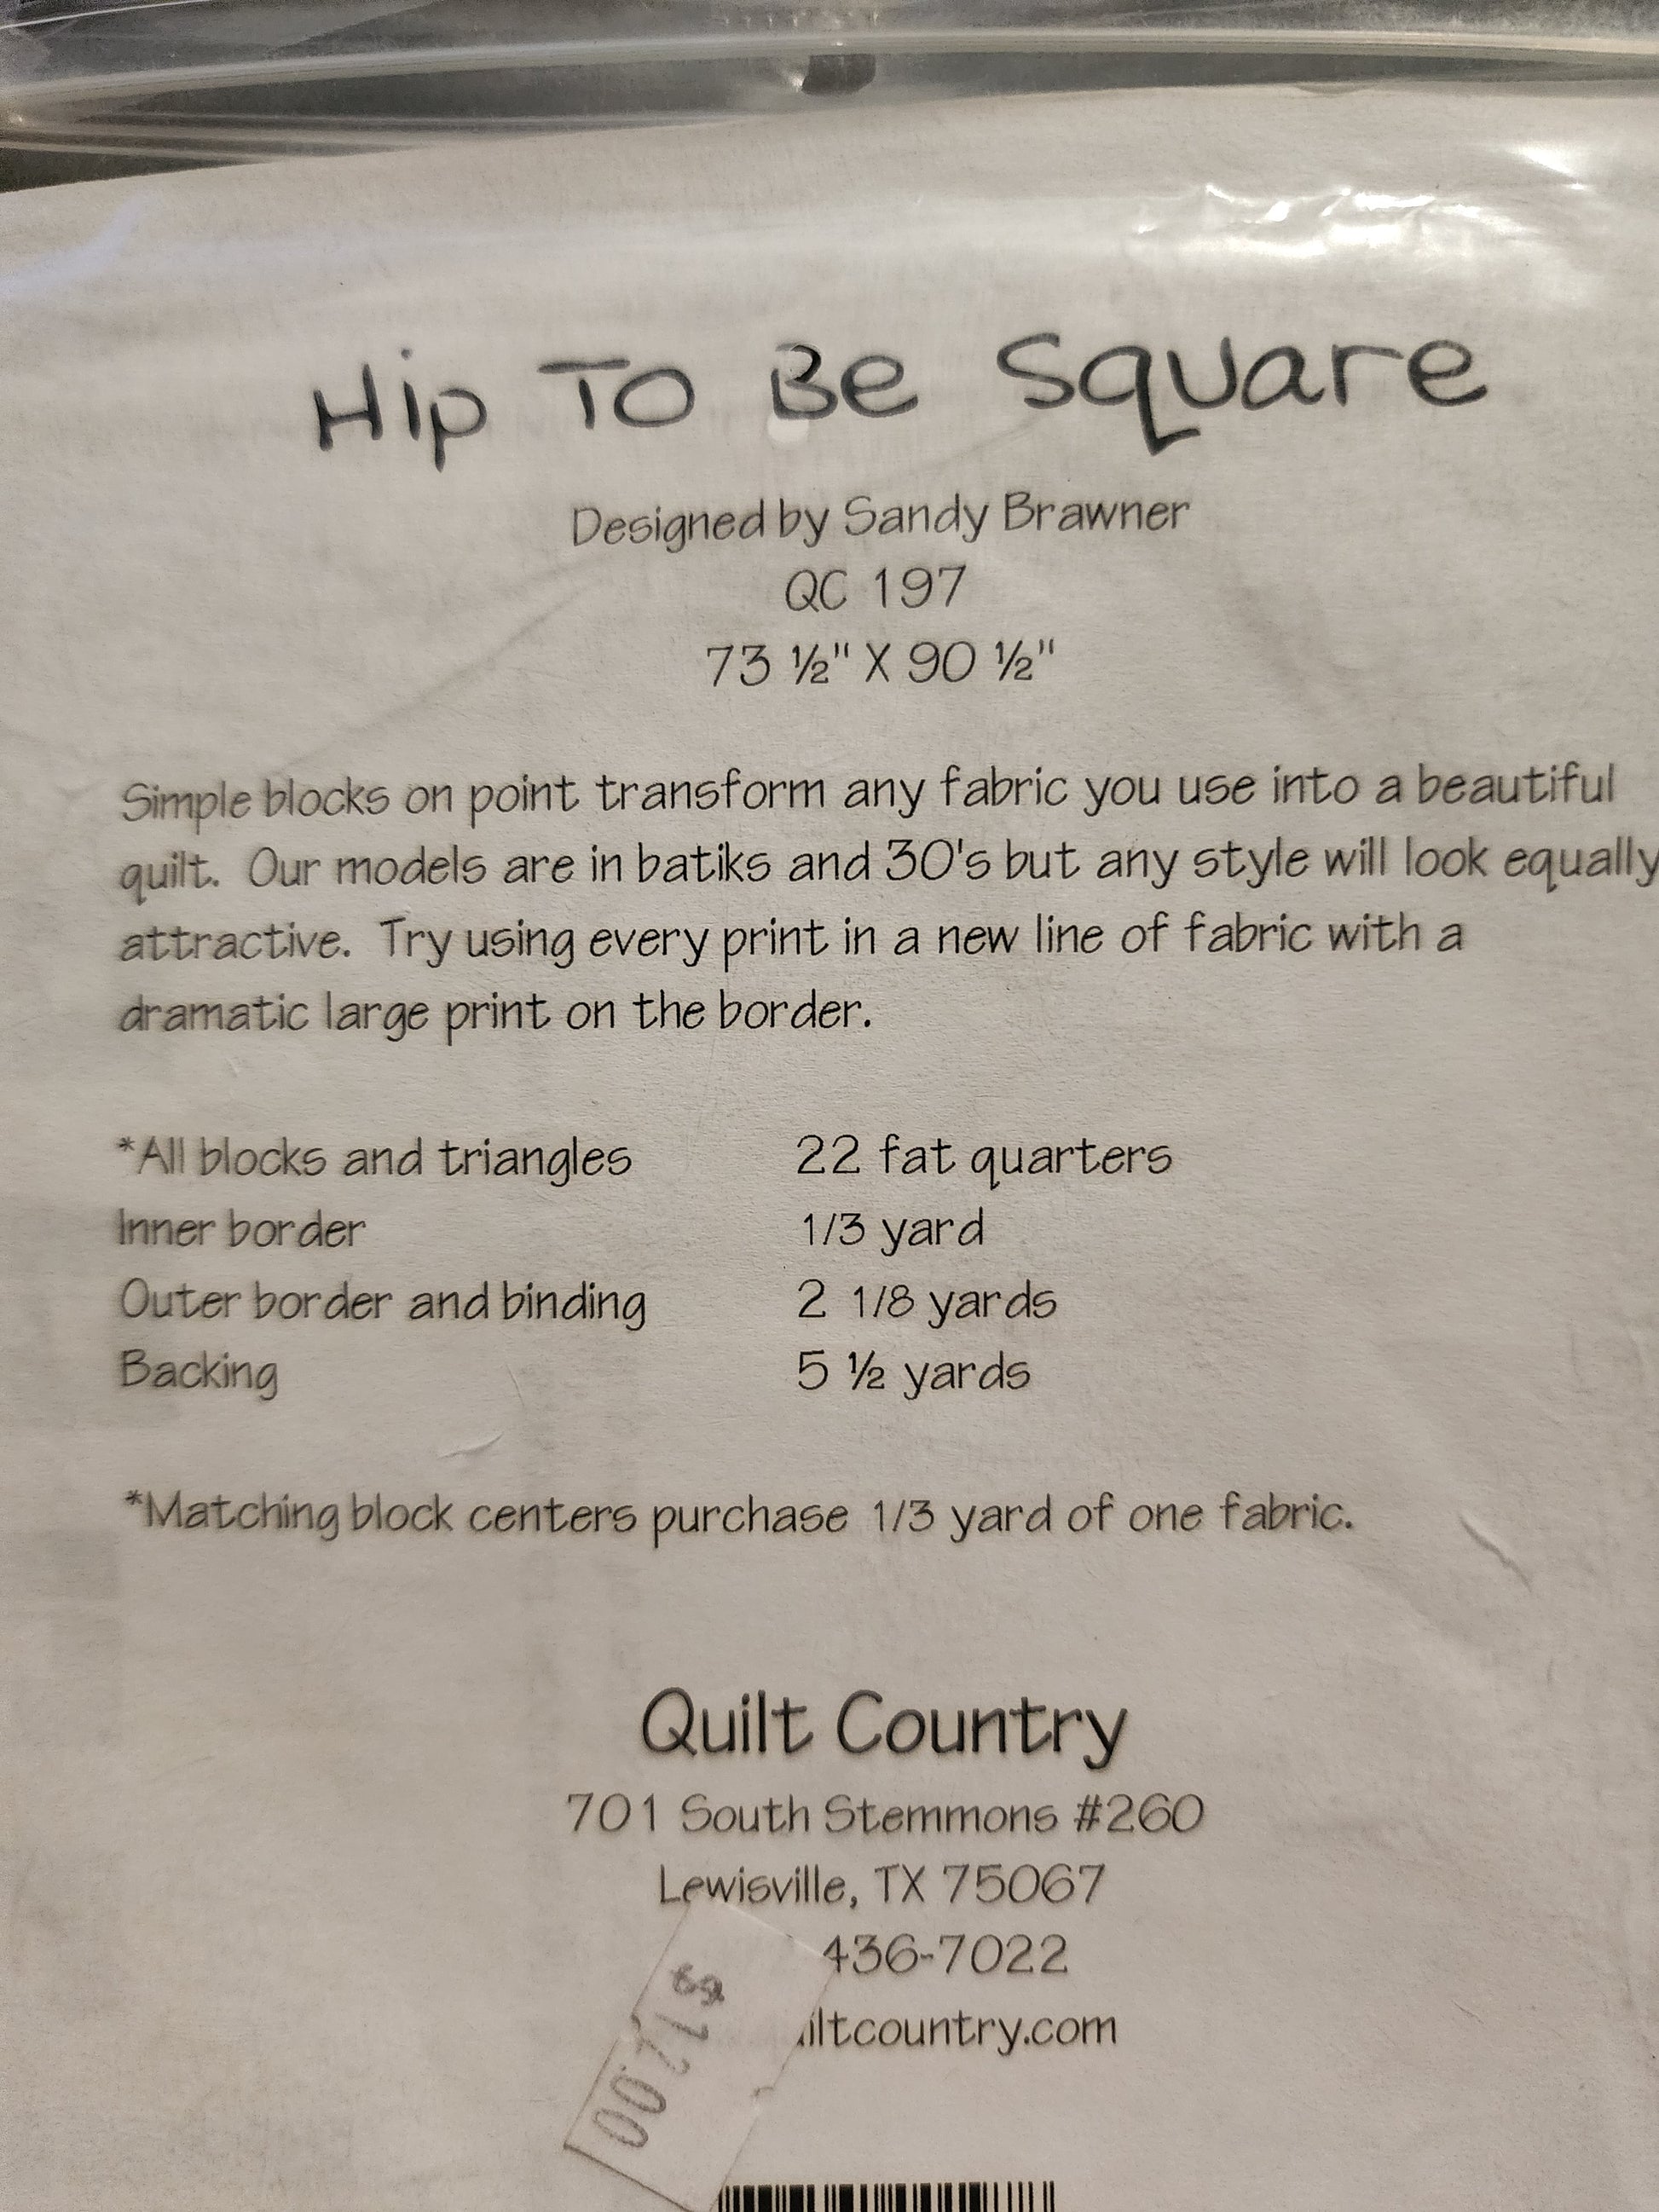 Hip To Be Square
Designed by Sandy Brawner
QC 197
73 ½" X 90 ½"
Simple blocks on point transform any fabric you use into a beautiful
quilt. Our models are in batiks and 30's but any style will look equally
attractive. Try using every print in a new line of fabric with a
dramatic large print on the border.
*All blocks and triangles 22 fat quarters
Inner border 1/3 yard
Outer border and binding 2 1/8 yards
Backing 5 ½ yards
*Matching block centers purchase 1/3 yard of one fabric.
Quilt Country
701 South Stemmons #260
Lewisville, TX 75067
436-7022
iltcountry.com